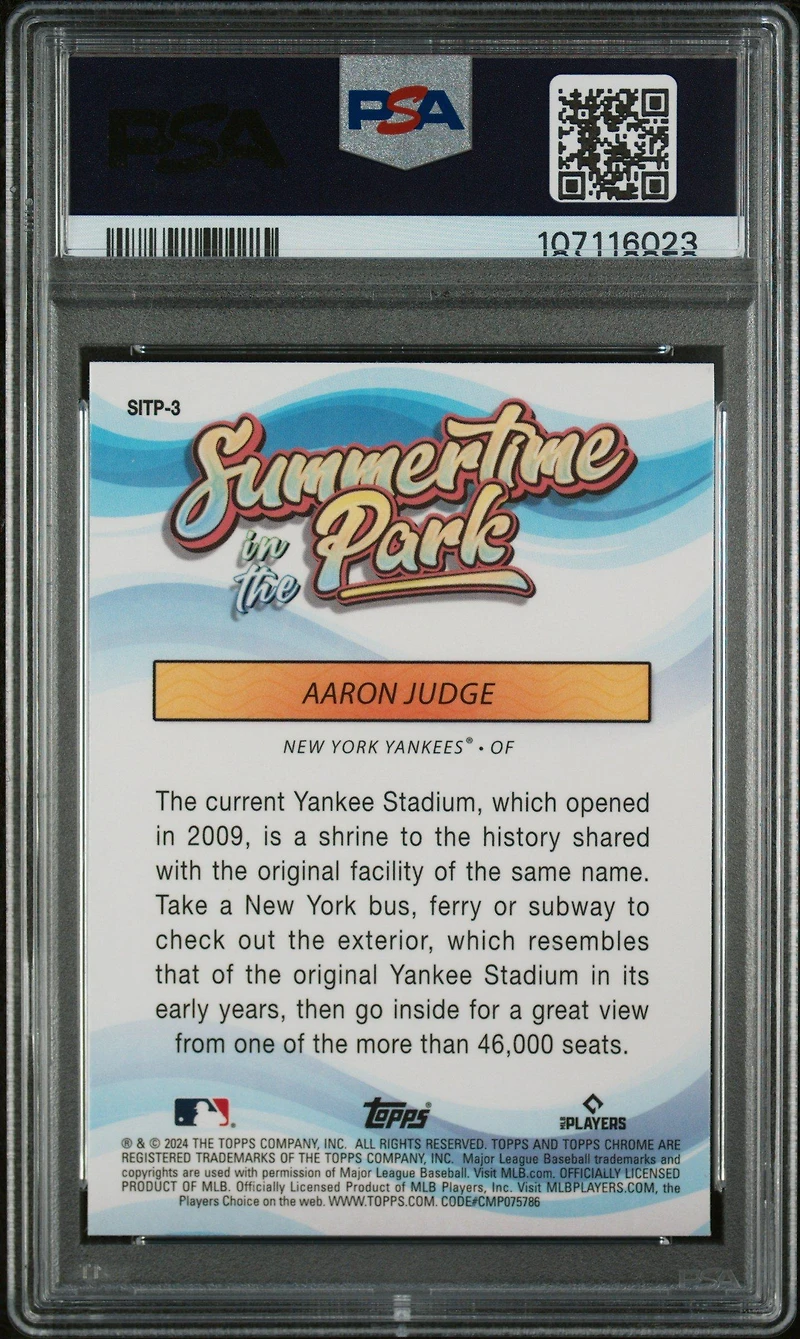 PSA
PSA
107116023
SITP-3
Summertime
in
the
Park
AARON JUDGE
NEW YORK YANKEES® • OF
The current Yankee Stadium, which opened
in 2009, is a shrine to the history shared
with the original facility of the same name.
Take a New York bus, ferry or subway to
check out the exterior, which resembles
that of the original Yankee Stadium in its
early years, then go inside for a great view
from one of the more than 46,000 seats.
Topps®
MLB PLAYERS
® & © 2024 THE TOPPS COMPANY, INC. ALL RIGHTS RESERVED. TOPPS AND TOPPS CHROME ARE
REGISTERED TRADEMARKS OF THE TOPPS COMPANY, INC. Major League Baseball trademarks and
copyrights are used with permission of Major League Baseball. Visit MLB.com. OFFICIALLY LICENSED
PRODUCT OF MLB. Officially Licensed Product of MLB Players, Inc. Visit MLBPLAYERS.COM, the
Players Choice on the web. WWW.TOPPS.COM. CODE#CMP075786
PSA